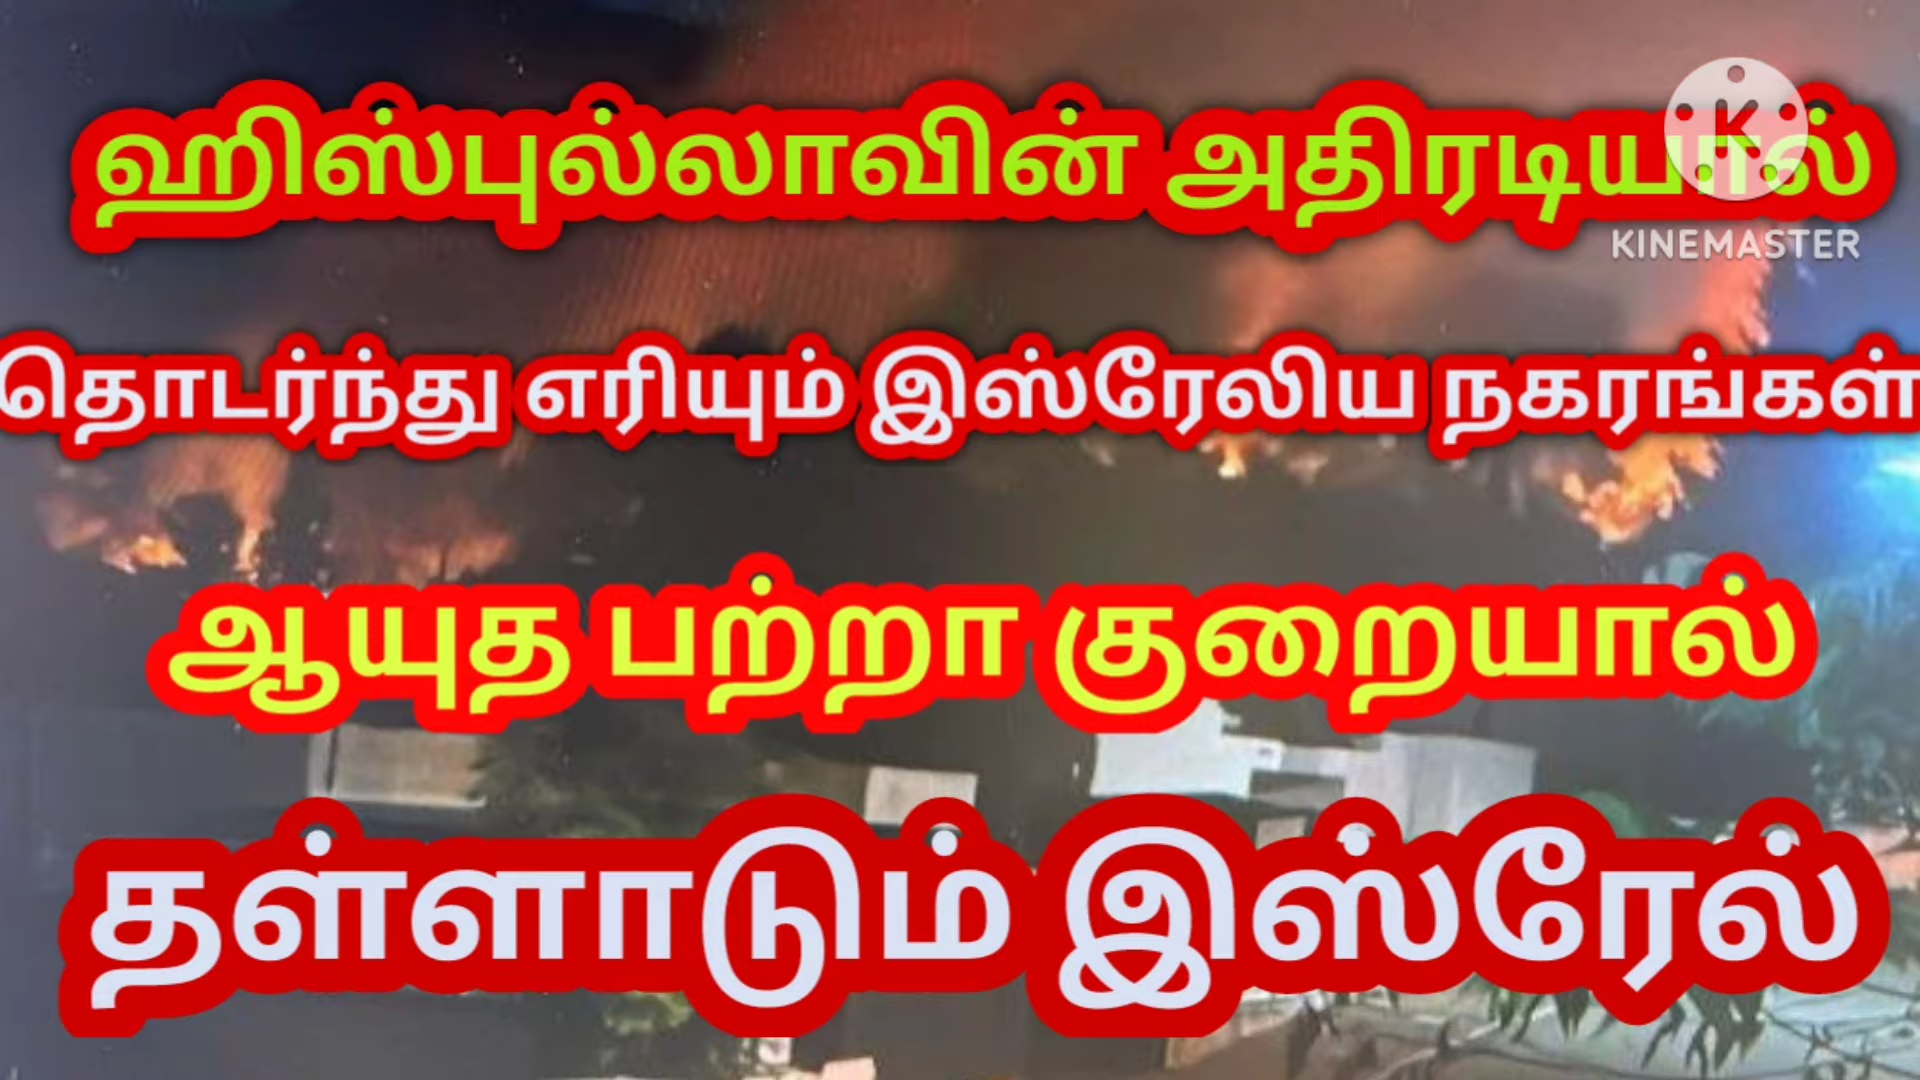 ஹிஸ்புல்லாவின் அதிரடியால்
K
KINEMASTER
தொடர்ந்து எரியும் இஸ்ரேலிய நகரங்கள்
ஆயுத பற்றா குறையால்
தள்ளாடும் இஸ்ரேல்